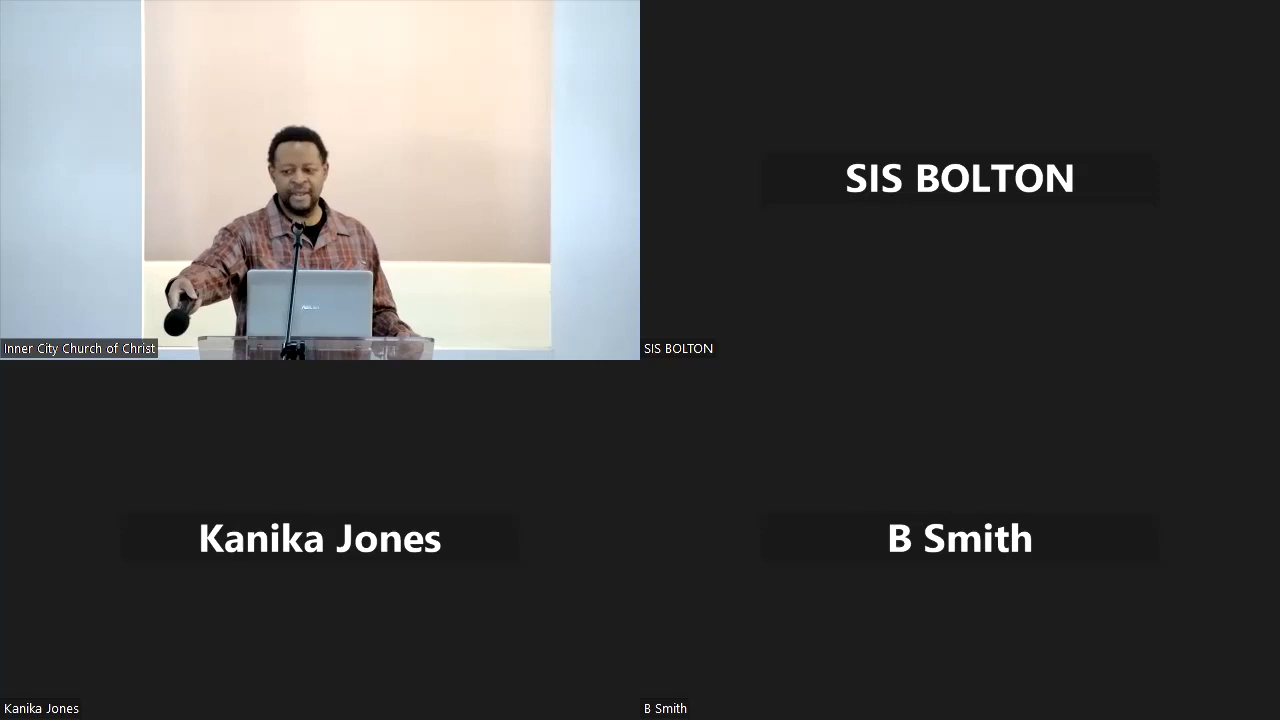 SIS BOLTON
Inner City Church of Christ
SIS BOLTON
Kanika Jones
B Smith
Kanika Jones
B Smith